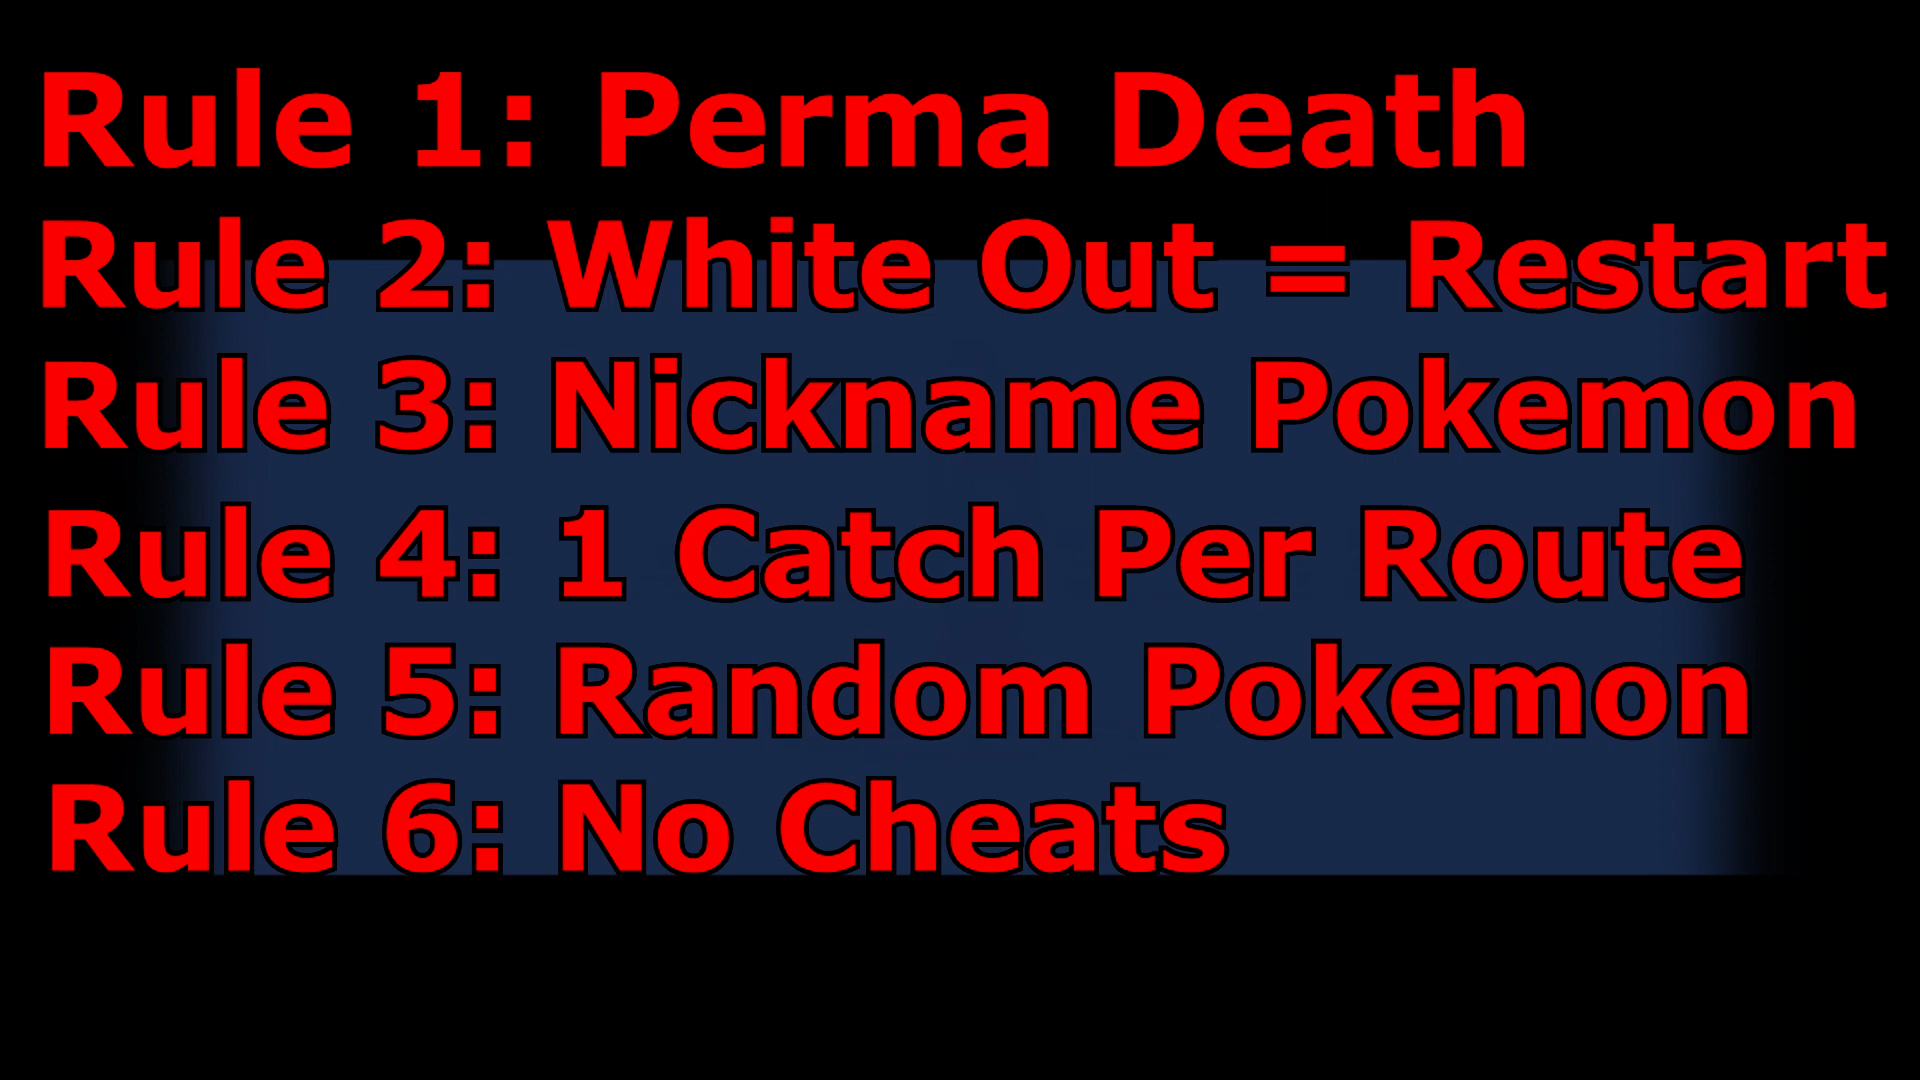 Rule 1: Perma Death
Rule 2: White Out = Restart
Rule 3: Nickname Pokemon
Rule 4: 1 Catch Per Route
Rule 5: Random Pokemon
Rule 6: No Cheats